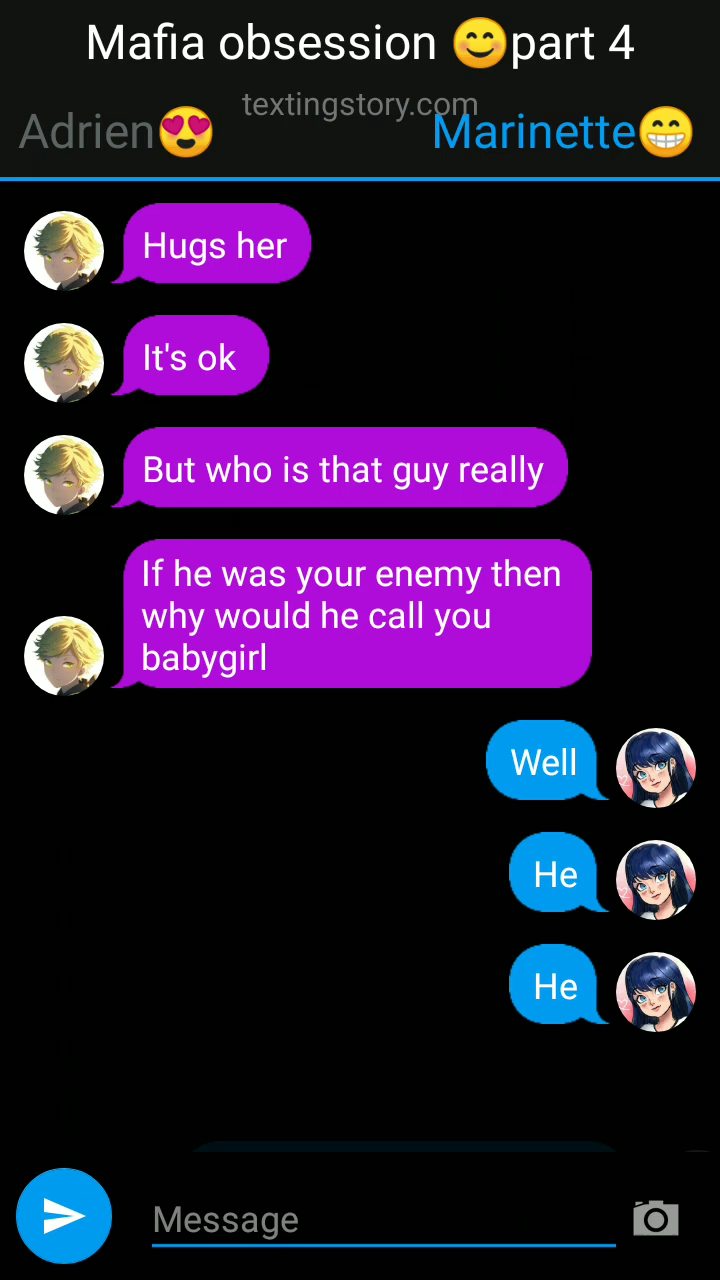 Mafia obsession 😊part 4
textingstory.com
Adrien😍 Marinette😁
Hugs her
It's ok
But who is that guy really
If he was your enemy then
why would he call you
babygirl
Well
He
He
Message